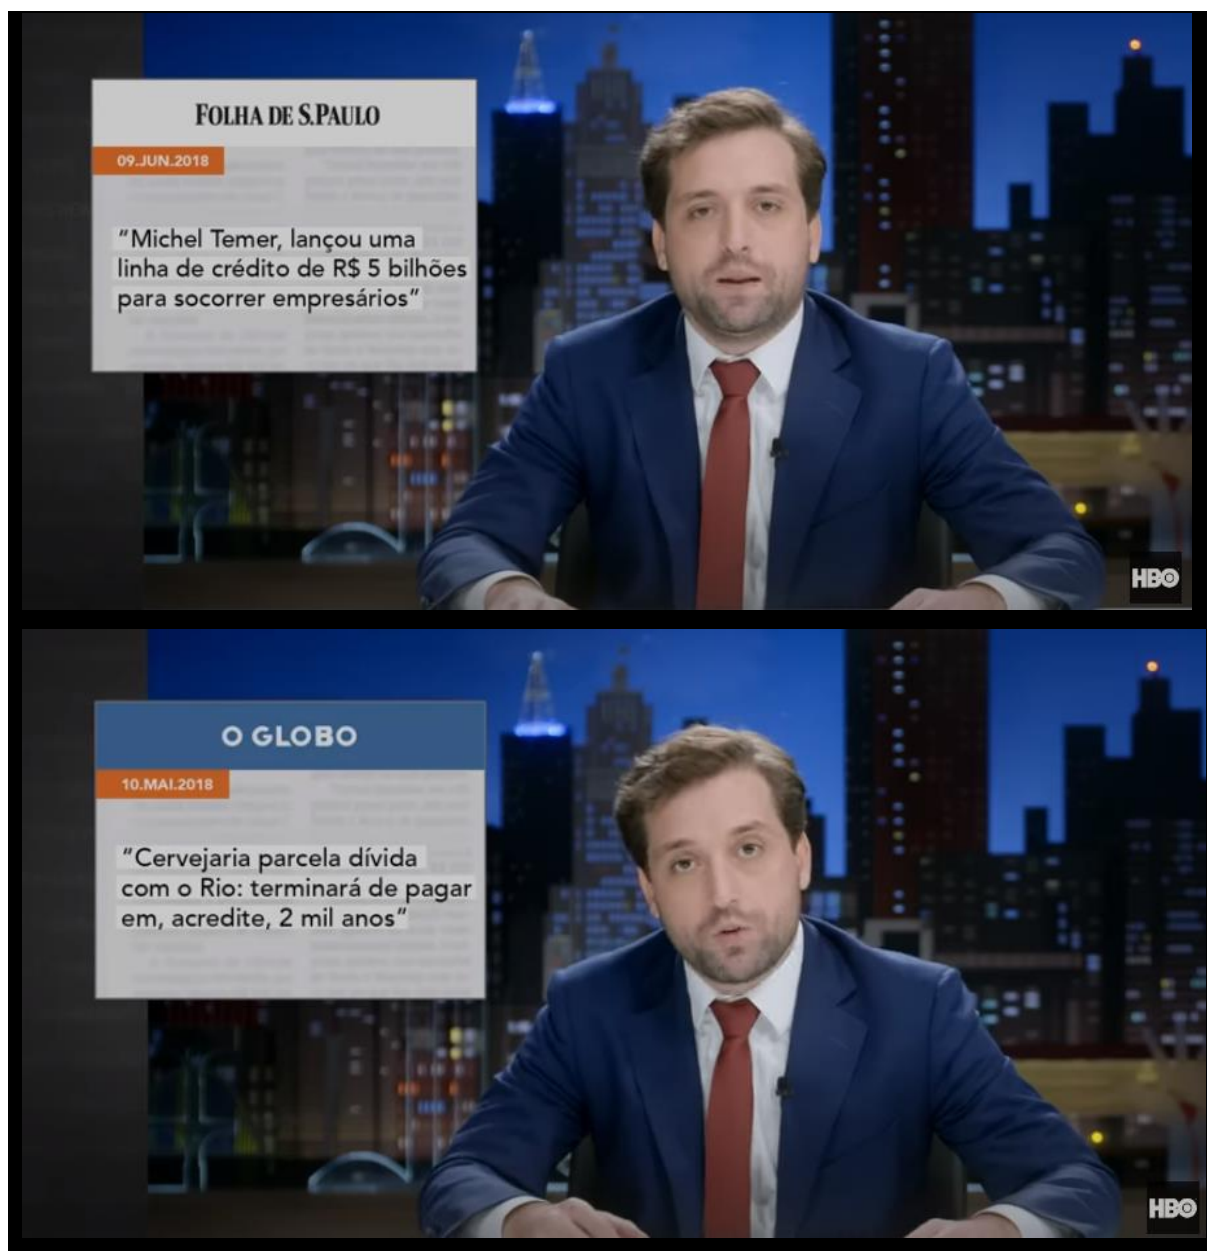 FOLHA DE S.PAULO
09.JUN.2018
"Michel Temer, lançou uma
linha de crédito de R$ 5 bilhões
para socorrer empresários"
HBO
O GLOBO
10.MAI.2018
"Cervejaria parcela dívida
com o Rio: terminará de pagar
em, acredite, 2 mil anos"
HBO